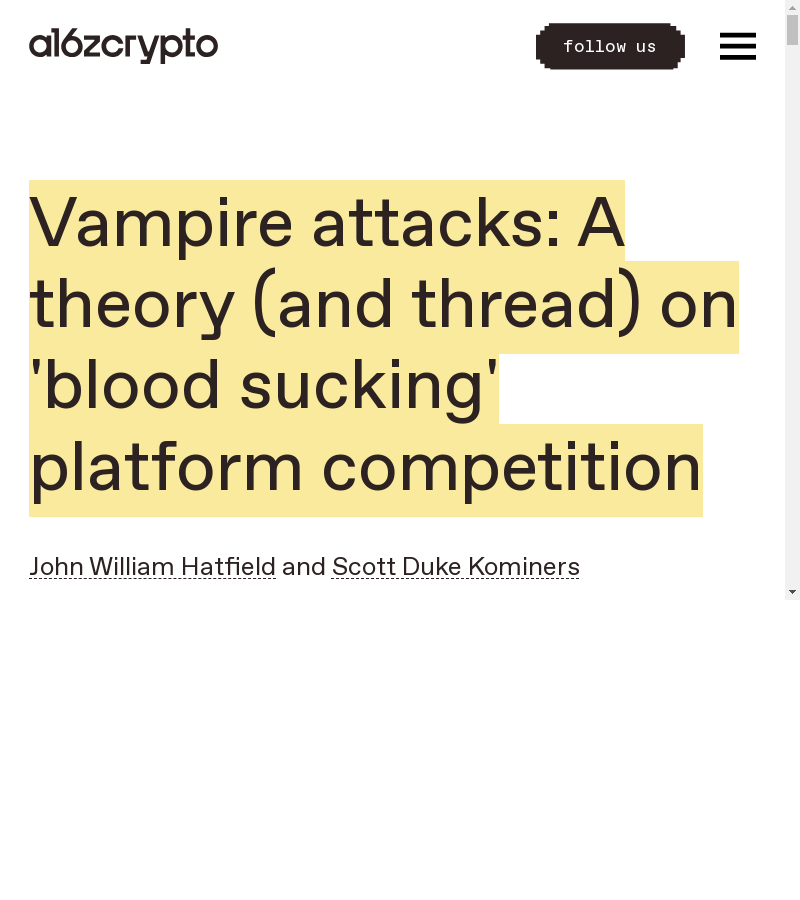 a16zcrypto
follow us
Vampire attacks: A
theory (and thread) on
'blood sucking'
platform competition
John William Hatfield and Scott Duke Kominers